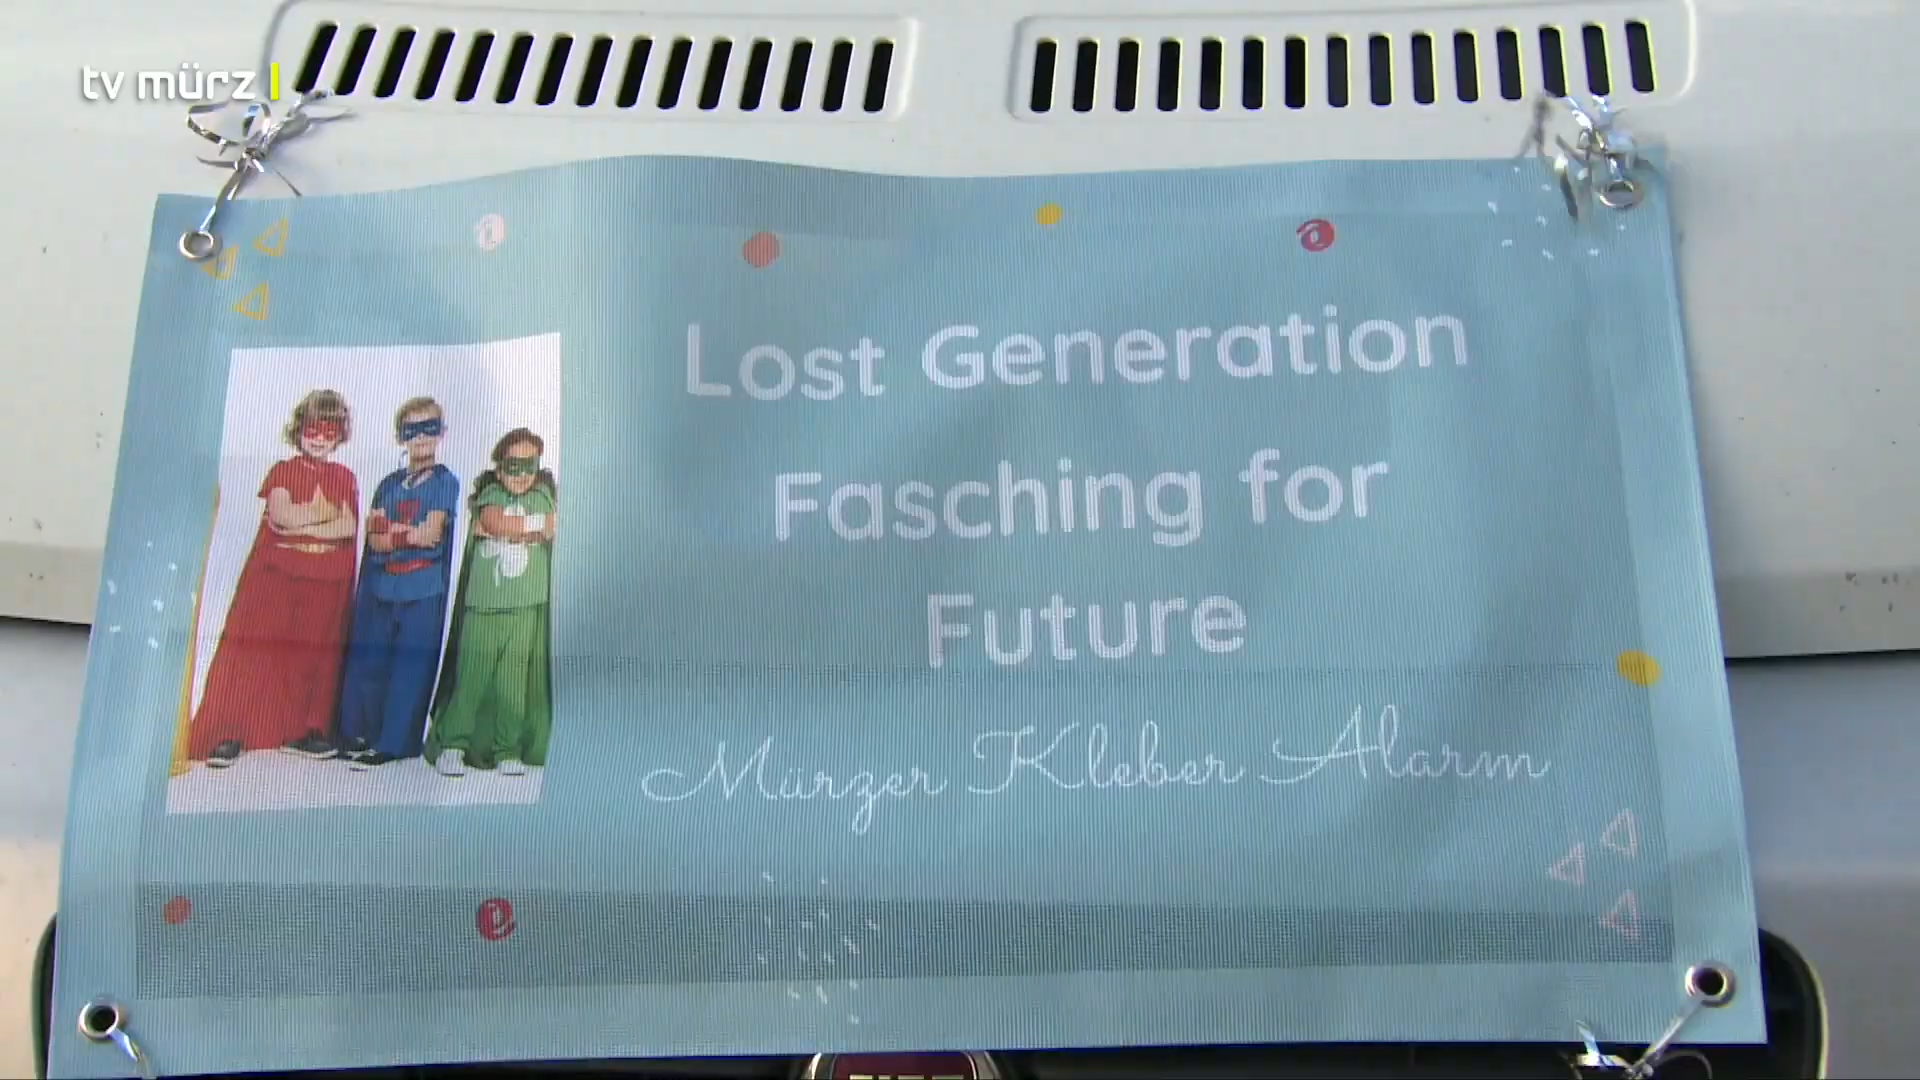 tv mürz
Lost Generation
Fasching for
Future
Mürzer Kleber Alarm